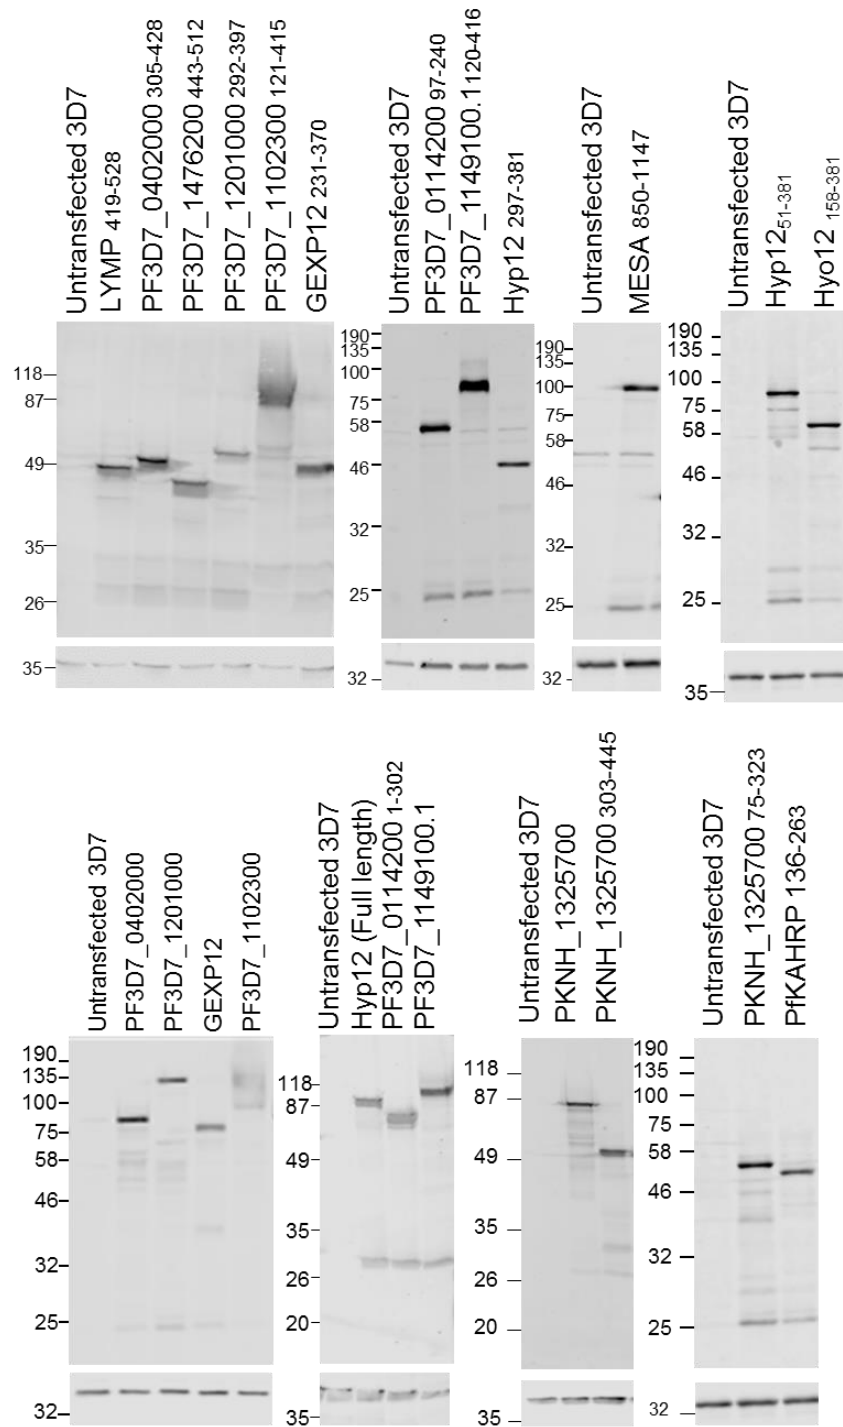 Untransfected 3D7
LYMP 419-528
PF3D7_0402000 305-428
PF3D7_1476200 443-512
PF3D7_1201000 292-397
PF3D7_1102300 121-415
GEXP12 231-370
118
87
49
35
26
35
Untransfected 3D7
PF3D7_0114200 97-240
PF3D7_1149100.1120-416
Hyp12 297-381
190
135
100
75
58
46
32
25
32
Untransfected 3D7
MESA 850-1147
190
135
100
75
58
46
32
25
32
Untransfected 3D7
Hyp12 51-381
Hyo12 158-381
190
135
100
75
58
46
32
25
35
Untransfected 3D7
PF3D7_0402000
PF3D7_1201000
GEXP12
PF3D7_1102300
190
135
100
75
58
46
32
25
32
Untransfected 3D7
Hyp12 (Full length)
PF3D7_0114200 1-302
PF3D7_1149100.1
118
87
49
35
26
20
35
Untransfected 3D7
PKNH_1325700
PKNH_1325700 303-445
118
87
49
35
26
20
35
Untransfected 3D7
PKNH_1325700 75-323
PfKAHRP 136-263
190
135
100
75
58
46
32
25
32